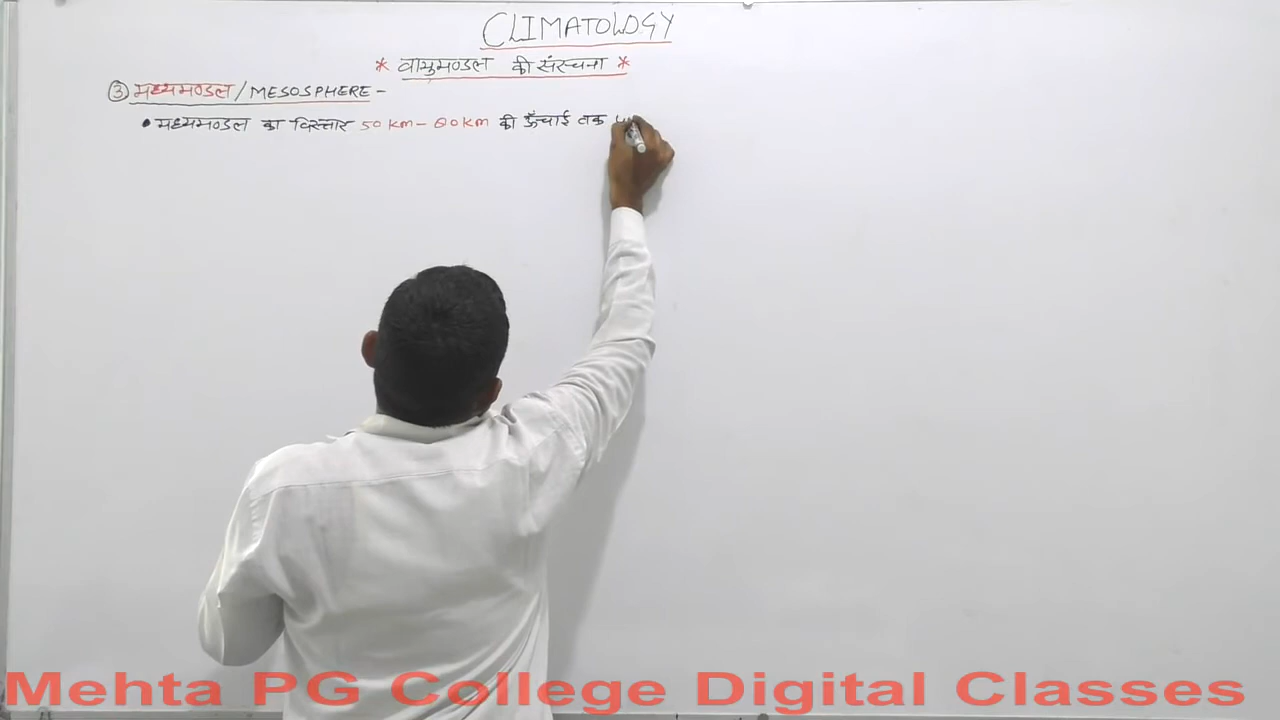 CLIMATOLOGY
* वायुमण्डल की संरचना *
③ मध्यमण्डल / MESOSPHERE -
• मध्यमण्डल का विस्तार 50 KM - 80 KM की ऊँचाई तक
Mehta PG College Digital Classes